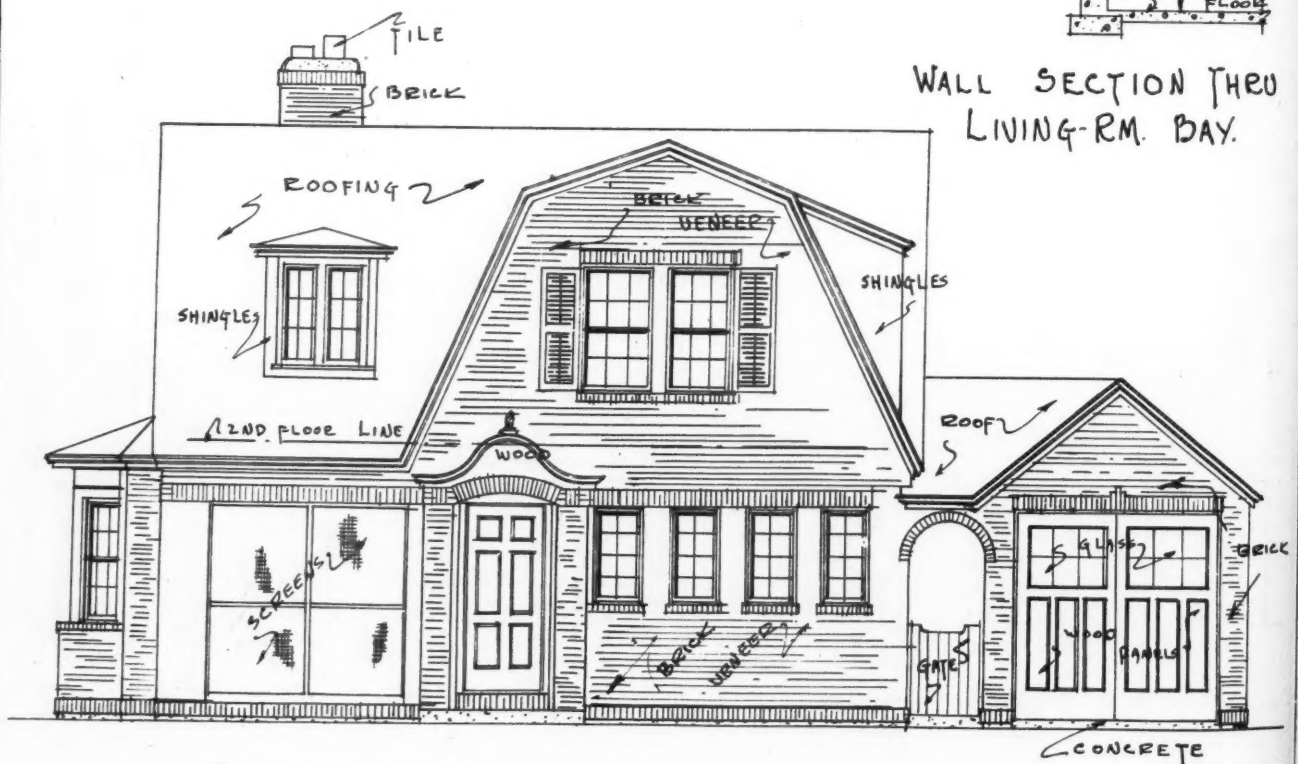 FLOOR
WALL SECTION THRU
LIVING-RM. BAY.
TILE
BRICK
ROOFING
BRICK
VENEER
SHINGLES
SHINGLES
2ND. FLOOR LINE
WOOD
ROOF
SCREENS
GLASS
BRICK
BRICK
VENEER
WOOD
PANELS
GATE
CONCRETE